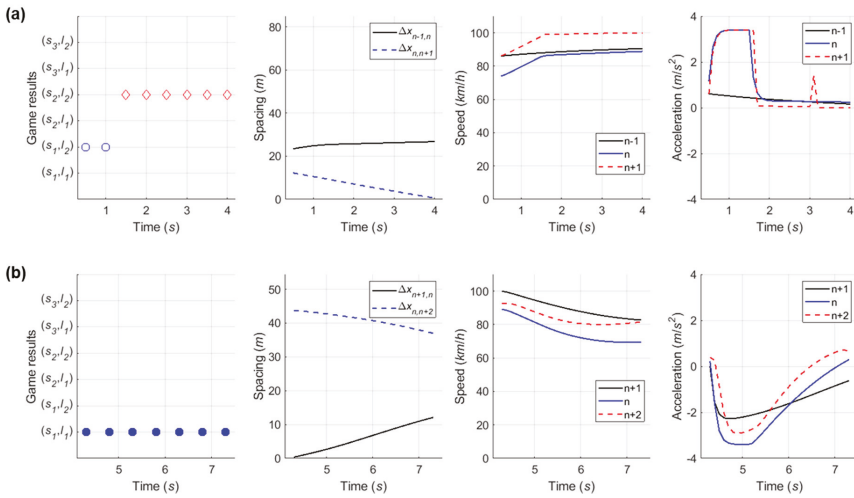 (a)
Game results
(s3,l2)
(s3,l1)
(s2,l2)
(s2,l1)
(s1,l2)
(s1,l1)
1 2 3 4
Time (s)
Spacing (m)
80
60
40
20
0
1 2 3 4
Time (s)
Δxn-1,n
Δxn,n+1
Speed (km/h)
100
80
60
40
20
0
0 1 2 3 4
Time (s)
n-1
n
n+1
Acceleration (m/s2)
4
2
0
-2
-4
1 2 3 4
Time (s)
n-1
n
n+1
(b)
Game results
(s3,l2)
(s3,l1)
(s2,l2)
(s2,l1)
(s1,l2)
(s1,l1)
5 6 7
Time (s)
Spacing (m)
50
40
30
20
10
0
5 6 7
Time (s)
Δxn+1,n
Δxn,n+2
Speed (km/h)
100
80
60
40
20
0
5 6 7
Time (s)
n+1
n
n+2
Acceleration (m/s2)
4
2
0
-2
-4
5 6 7
Time (s)
n+1
n
n+2